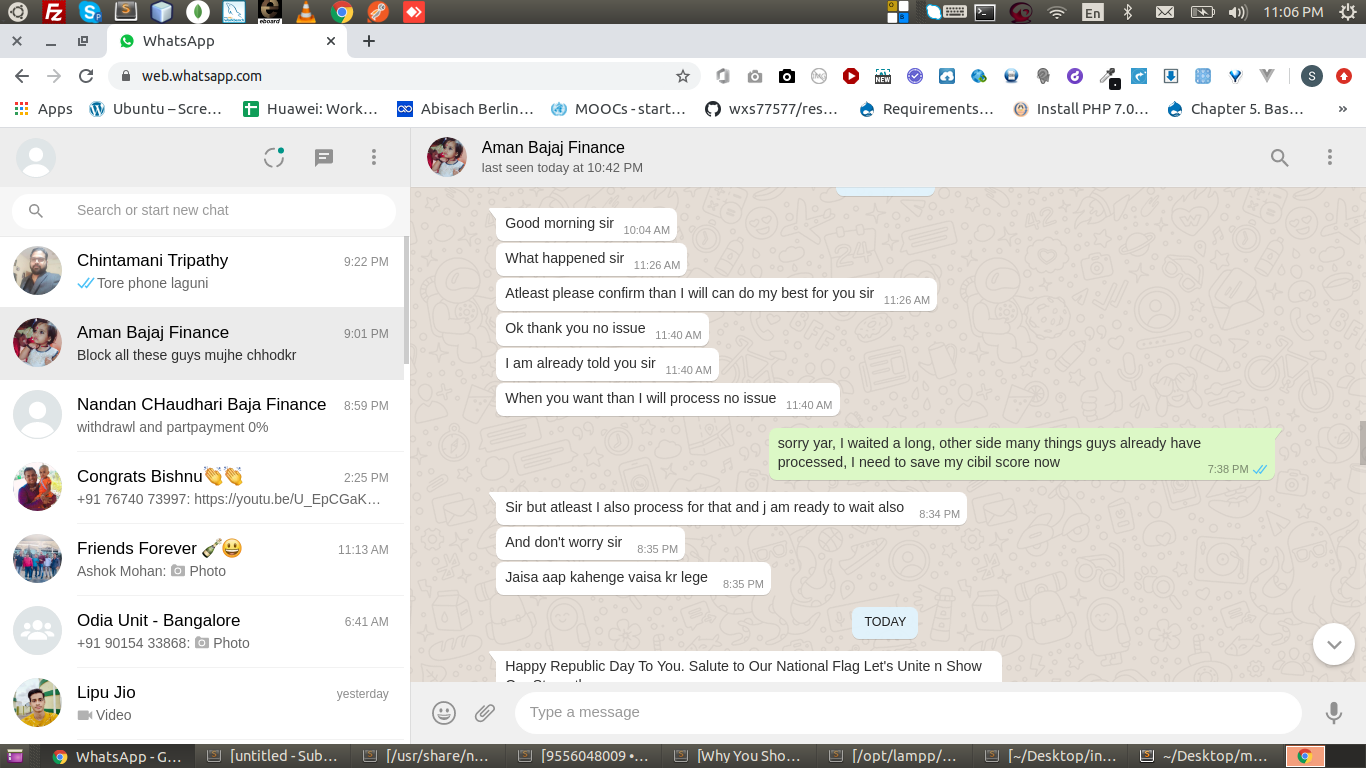 eboard
En
11:06 PM
WhatsApp
web.whatsapp.com
NEW
S
Apps
Ubuntu – Scre…
Huawei: Work…
Abisach Berlin…
MOOCs - start…
wxs77577/res…
Requirements…
Install PHP 7.0…
Chapter 5. Bas…
»
Search or start new chat
Chintamani Tripathy
9:22 PM
Tore phone laguni
Aman Bajaj Finance
9:01 PM
Block all these guys mujhe chhodkr
Nandan CHaudhari Baja Finance
8:59 PM
withdrawl and partpayment 0%
Congrats Bishnu👏👏
2:25 PM
+91 76740 73997: https://youtu.be/U_EpCGaK…
Friends Forever 🍾😃
11:13 AM
Ashok Mohan: Photo
Odia Unit - Bangalore
6:41 AM
+91 90154 33868: Photo
Lipu Jio
yesterday
Video
Aman Bajaj Finance
last seen today at 10:42 PM
Good morning sir 10:04 AM
What happened sir 11:26 AM
Atleast please confirm than I will can do my best for you sir 11:26 AM
Ok thank you no issue 11:40 AM
I am already told you sir 11:40 AM
When you want than I will process no issue 11:40 AM
sorry yar, I waited a long, other side many things guys already have
processed, I need to save my cibil score now 7:38 PM
Sir but atleast I also process for that and j am ready to wait also 8:34 PM
And don't worry sir 8:35 PM
Jaisa aap kahenge vaisa kr lege 8:35 PM
TODAY
Happy Republic Day To You. Salute to Our National Flag Let's Unite n Show
Type a message
WhatsApp - G…
[untitled - Sub…
[/usr/share/n…
[9556048009 •…
[Why You Sho…
[/opt/lampp/…
[~/Desktop/in…
~/Desktop/m…